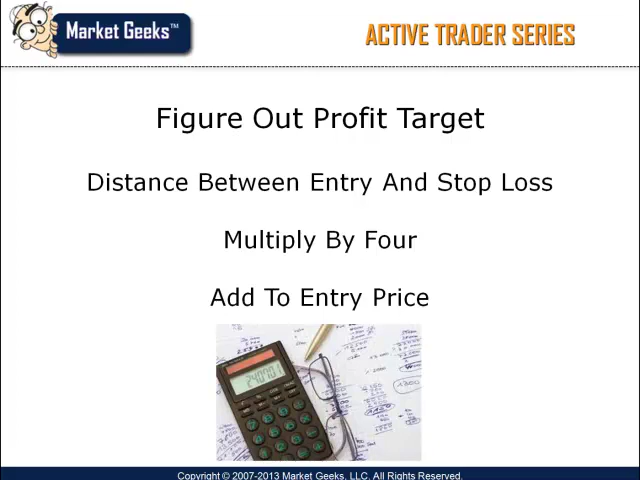 Market Geeks™
ACTIVE TRADER SERIES
Figure Out Profit Target
Distance Between Entry And Stop Loss
Multiply By Four
Add To Entry Price
Copyright © 2007-2013 Market Geeks, LLC. All Rights Reserved.